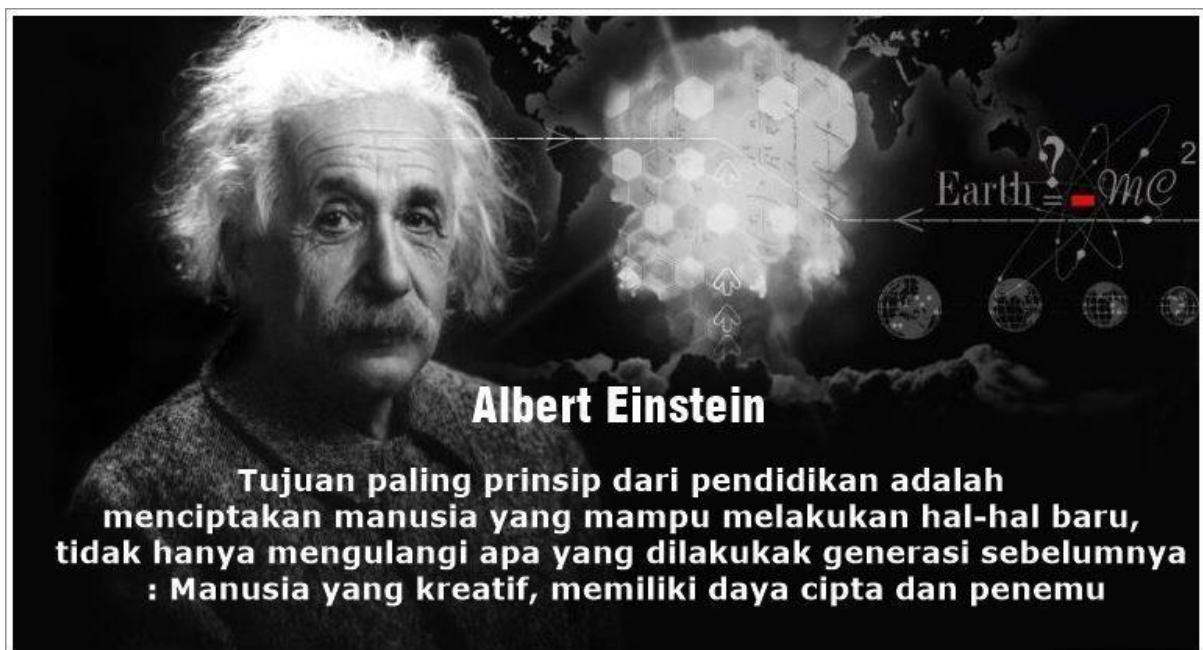 2
Earth ? = - MC
Albert Einstein
Tujuan paling prinsip dari pendidikan adalah
menciptakan manusia yang mampu melakukan hal-hal baru,
tidak hanya mengulangi apa yang dilakukak generasi sebelumnya
: Manusia yang kreatif, memiliki daya cipta dan penemu